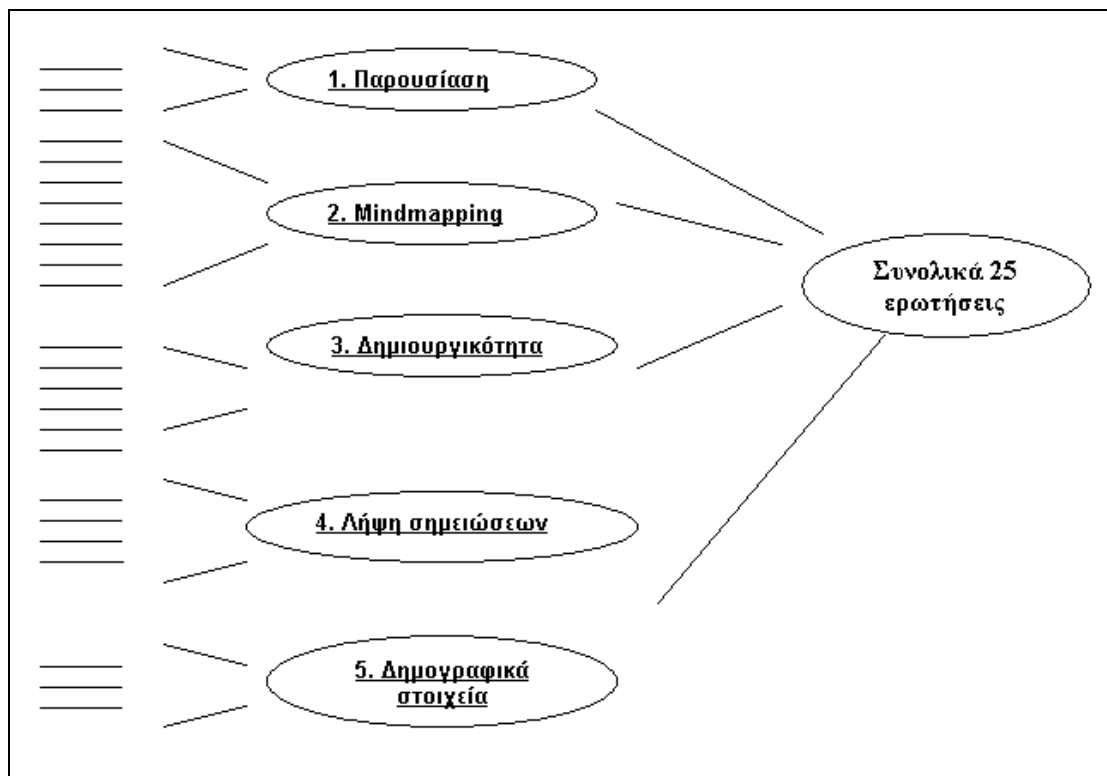 1. Παρουσίαση
2. Mindmapping
Συνολικά 25
ερωτήσεις
3. Δημιουργικότητα
4. Λήψη σημειώσεων
5. Δημογραφικά
στοιχεία